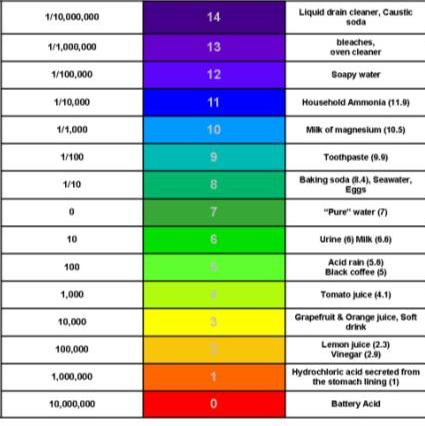 1/10,000,000 14 Liquid drain cleaner, Caustic
soda
1/1,000,000 13 bleaches,
oven cleaner
1/100,000 12 Soapy water
1/10,000 11 Household Ammonia (11.9)
1/1,000 10 Milk of magnesium (10.5)
1/100 9 Toothpaste (9.9)
1/10 8 Baking soda (8.4), Seawater,
Eggs
0 7 "Pure" water (7)
10 6 Urine (6) Milk (6.6)
100 5 Acid rain (5.6)
Black coffee (5)
1,000 4 Tomato juice (4.1)
10,000 3 Grapefruit & Orange juice, Soft
drink
100,000 2 Lemon juice (2.3)
Vinegar (2.9)
1,000,000 1 Hydrochloric acid secreted from
the stomach lining (1)
10,000,000 0 Battery Acid